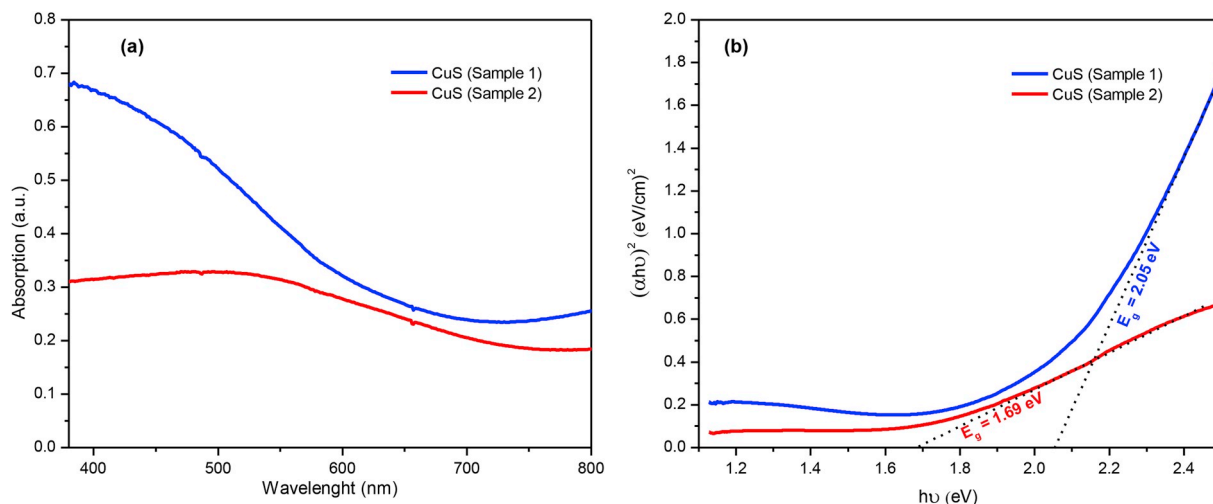 (a)
CuS (Sample 1)
CuS (Sample 2)
Absorption (a.u.)
0.8
0.7
0.6
0.5
0.4
0.3
0.2
0.1
0.0
400 500 600 700 800
Wavelenght (nm)
(b)
CuS (Sample 1)
CuS (Sample 2)
(αhυ)² (eV/cm)²
2.0
1.8
1.6
1.4
1.2
1.0
0.8
0.6
0.4
0.2
0.0
E_g = 2.05 eV
E_g = 1.69 eV
1.2 1.4 1.6 1.8 2.0 2.2 2.4
hυ (eV)